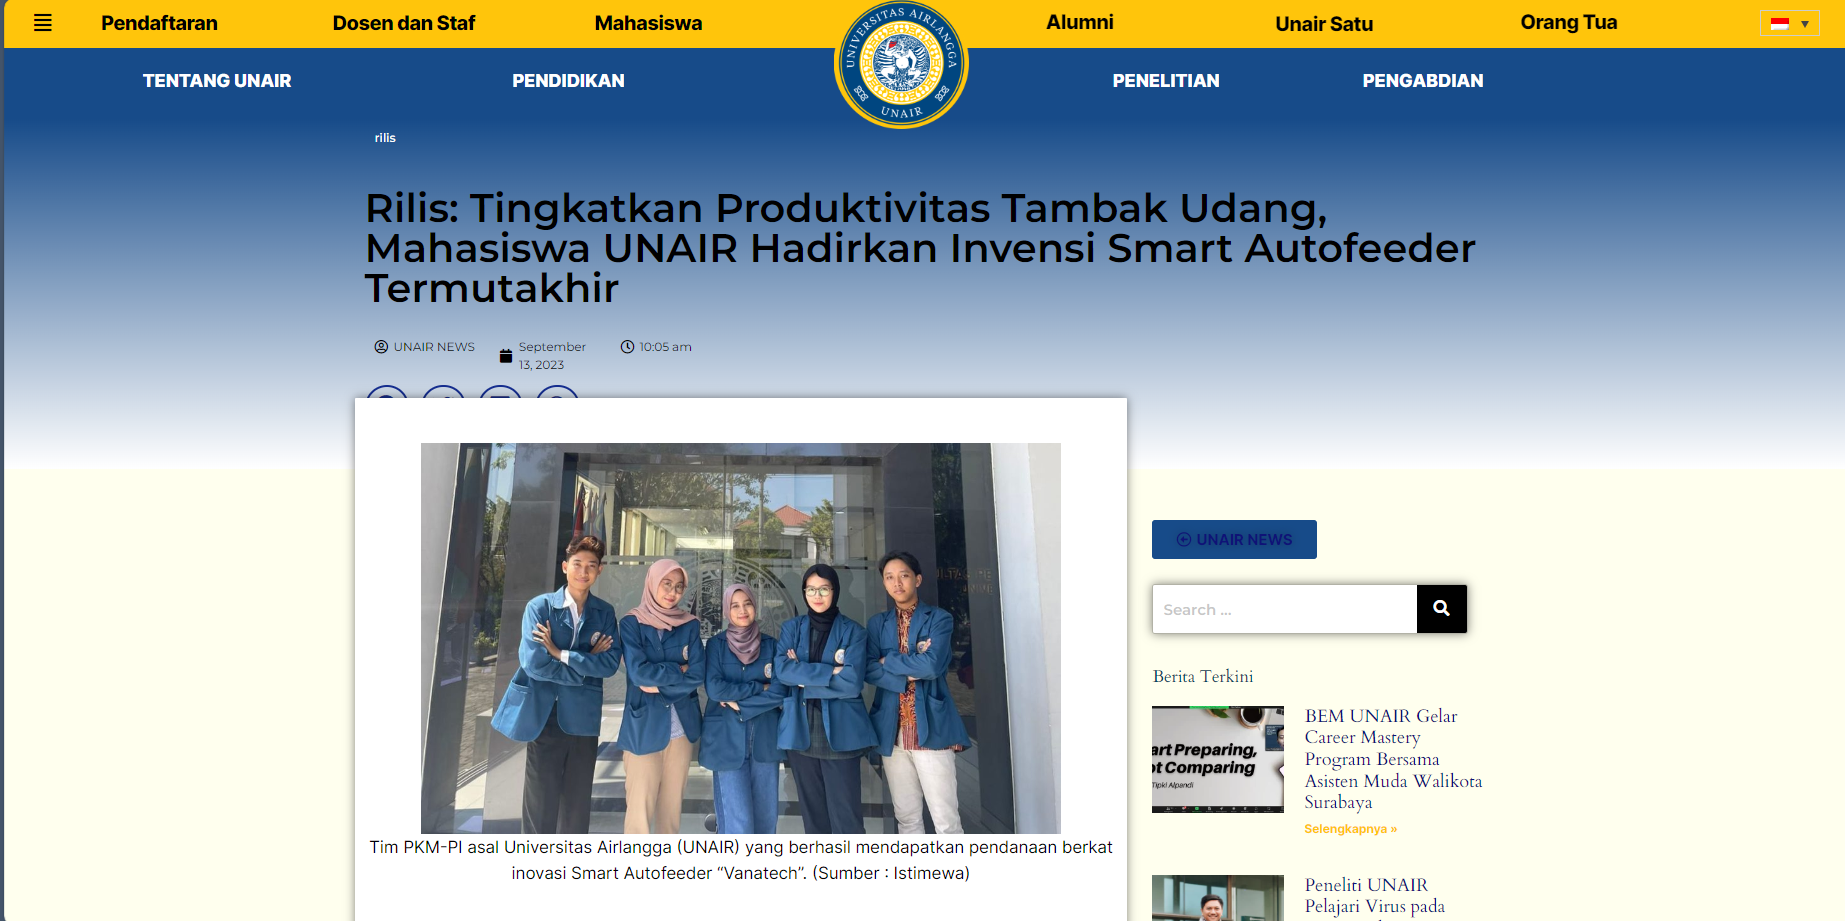 Pendaftaran
Dosen dan Staf
Mahasiswa
Alumni
Unair Satu
Orang Tua
UNIVERSITAS AIRLANGGA
UNAIR
TENTANG UNAIR
PENDIDIKAN
PENELITIAN
PENGABDIAN
rilis
Rilis: Tingkatkan Produktivitas Tambak Udang,
Mahasiswa UNAIR Hadirkan Invensi Smart Autofeeder
Termutakhir
UNAIR NEWS
September
13, 2023
10:05 am
Tim PKM-PI asal Universitas Airlangga (UNAIR) yang berhasil mendapatkan pendanaan berkat
inovasi Smart Autofeeder “Vanatech”. (Sumber : Istimewa)
UNAIR NEWS
Search ...
Berita Terkini
art Preparing,
ot Comparing
Tipki Alpandi
BEM UNAIR Gelar
Career Mastery
Program Bersama
Asisten Muda Walikota
Surabaya
Selengkapnya »
Peneliti UNAIR
Pelajari Virus pada